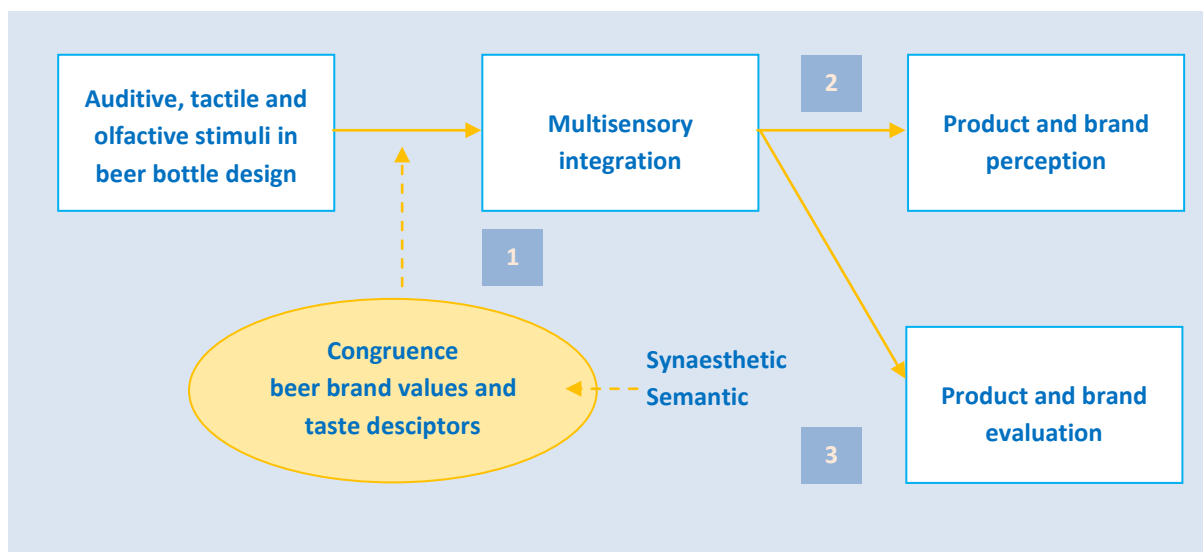 Auditive, tactile and
olfactive stimuli in
beer bottle design
Multisensory
integration
2
Product and brand
perception
1
Congruence
beer brand values and
taste desciptors
Synaesthetic
Semantic
Product and brand
evaluation
3